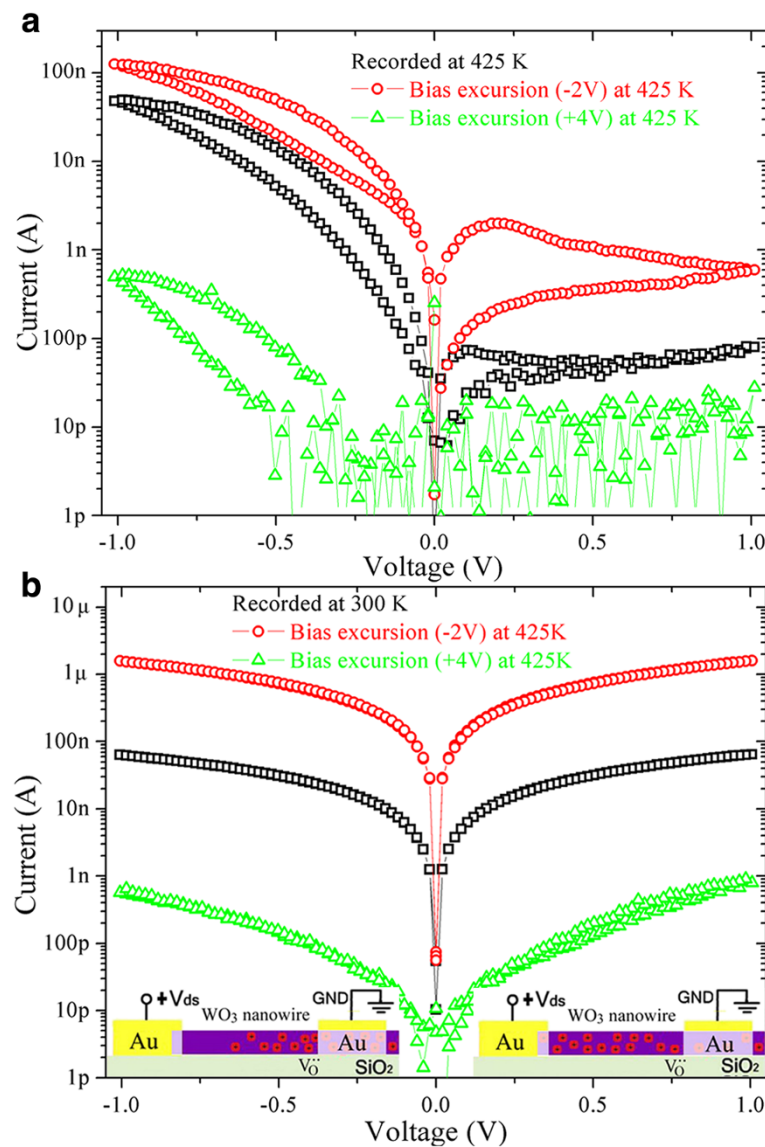 a
Recorded at 425 K
Bias excursion (-2V) at 425 K
Bias excursion (+4V) at 425 K
100n
10n
1n
100p
10p
1p
Current (A)
-1.0 -0.5 0.0 0.5 1.0
Voltage (V)
b
Recorded at 300 K
Bias excursion (-2V) at 425K
Bias excursion (+4V) at 425K
10 μ
1μ
100n
10n
1n
100p
10p
1p
Current (A)
+Vds GND
WO3 nanowire
Au Au
VÖ SiO2
+Vds GND
WO3 nanowire
Au Au
VÖ SiO2
-1.0 -0.5 0.0 0.5 1.0
Voltage (V)